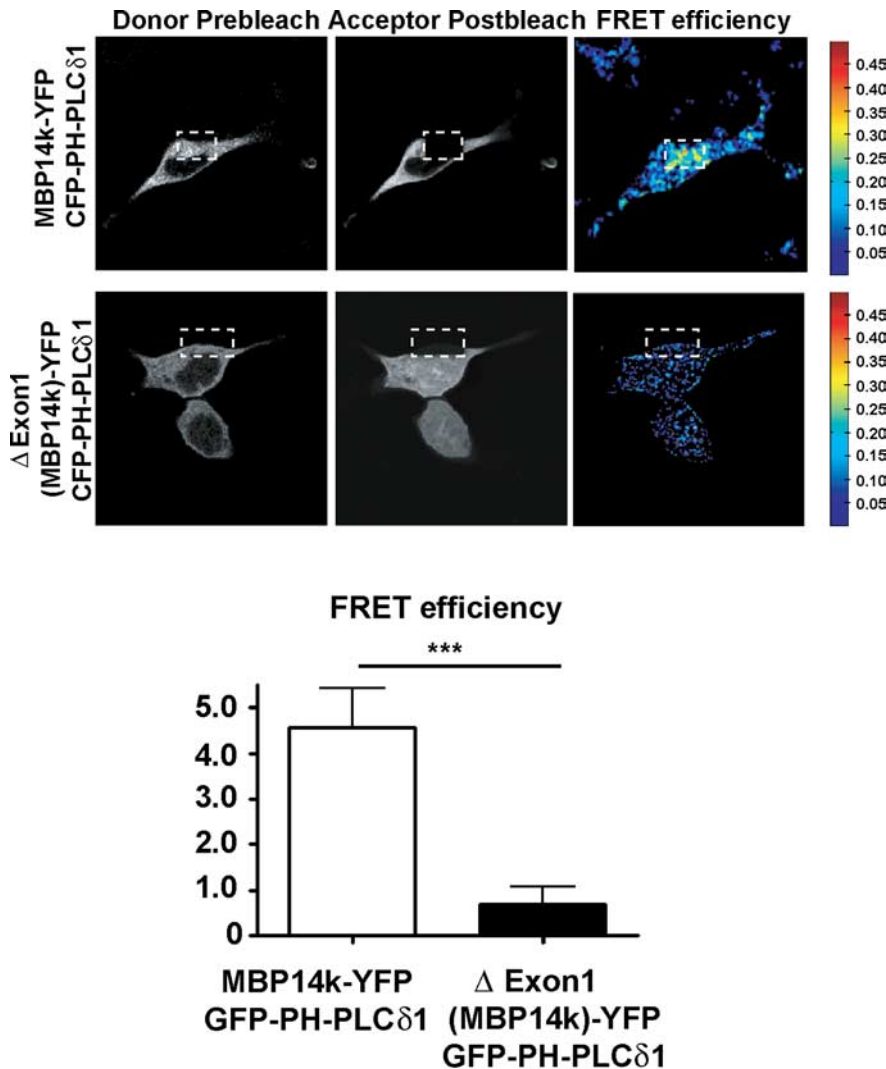 Donor Prebleach Acceptor Postbleach FRET efficiency
MBP14k-YFP
CFP-PH-PLCδ1
0.45
0.40
0.35
0.30
0.25
0.20
0.15
0.10
0.05
Δ Exon1
(MBP14k)-YFP
CFP-PH-PLCδ1
0.45
0.40
0.35
0.30
0.25
0.20
0.15
0.10
0.05
FRET efficiency
***
5.0
4.0
3.0
2.0
1.0
0
MBP14k-YFP
GFP-PH-PLCδ1
Δ Exon1
(MBP14k)-YFP
GFP-PH-PLCδ1